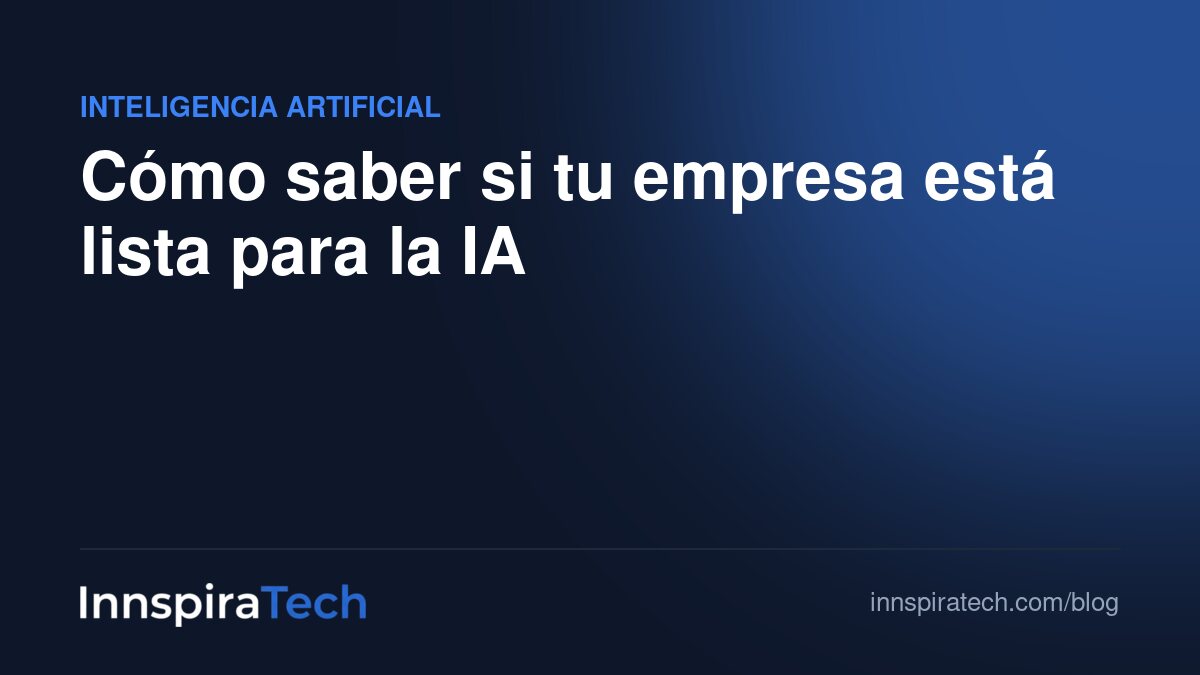 INTELIGENCIA ARTIFICIAL
Cómo saber si tu empresa está
lista para la IA
InnspiraTech
innspiratech.com/blog